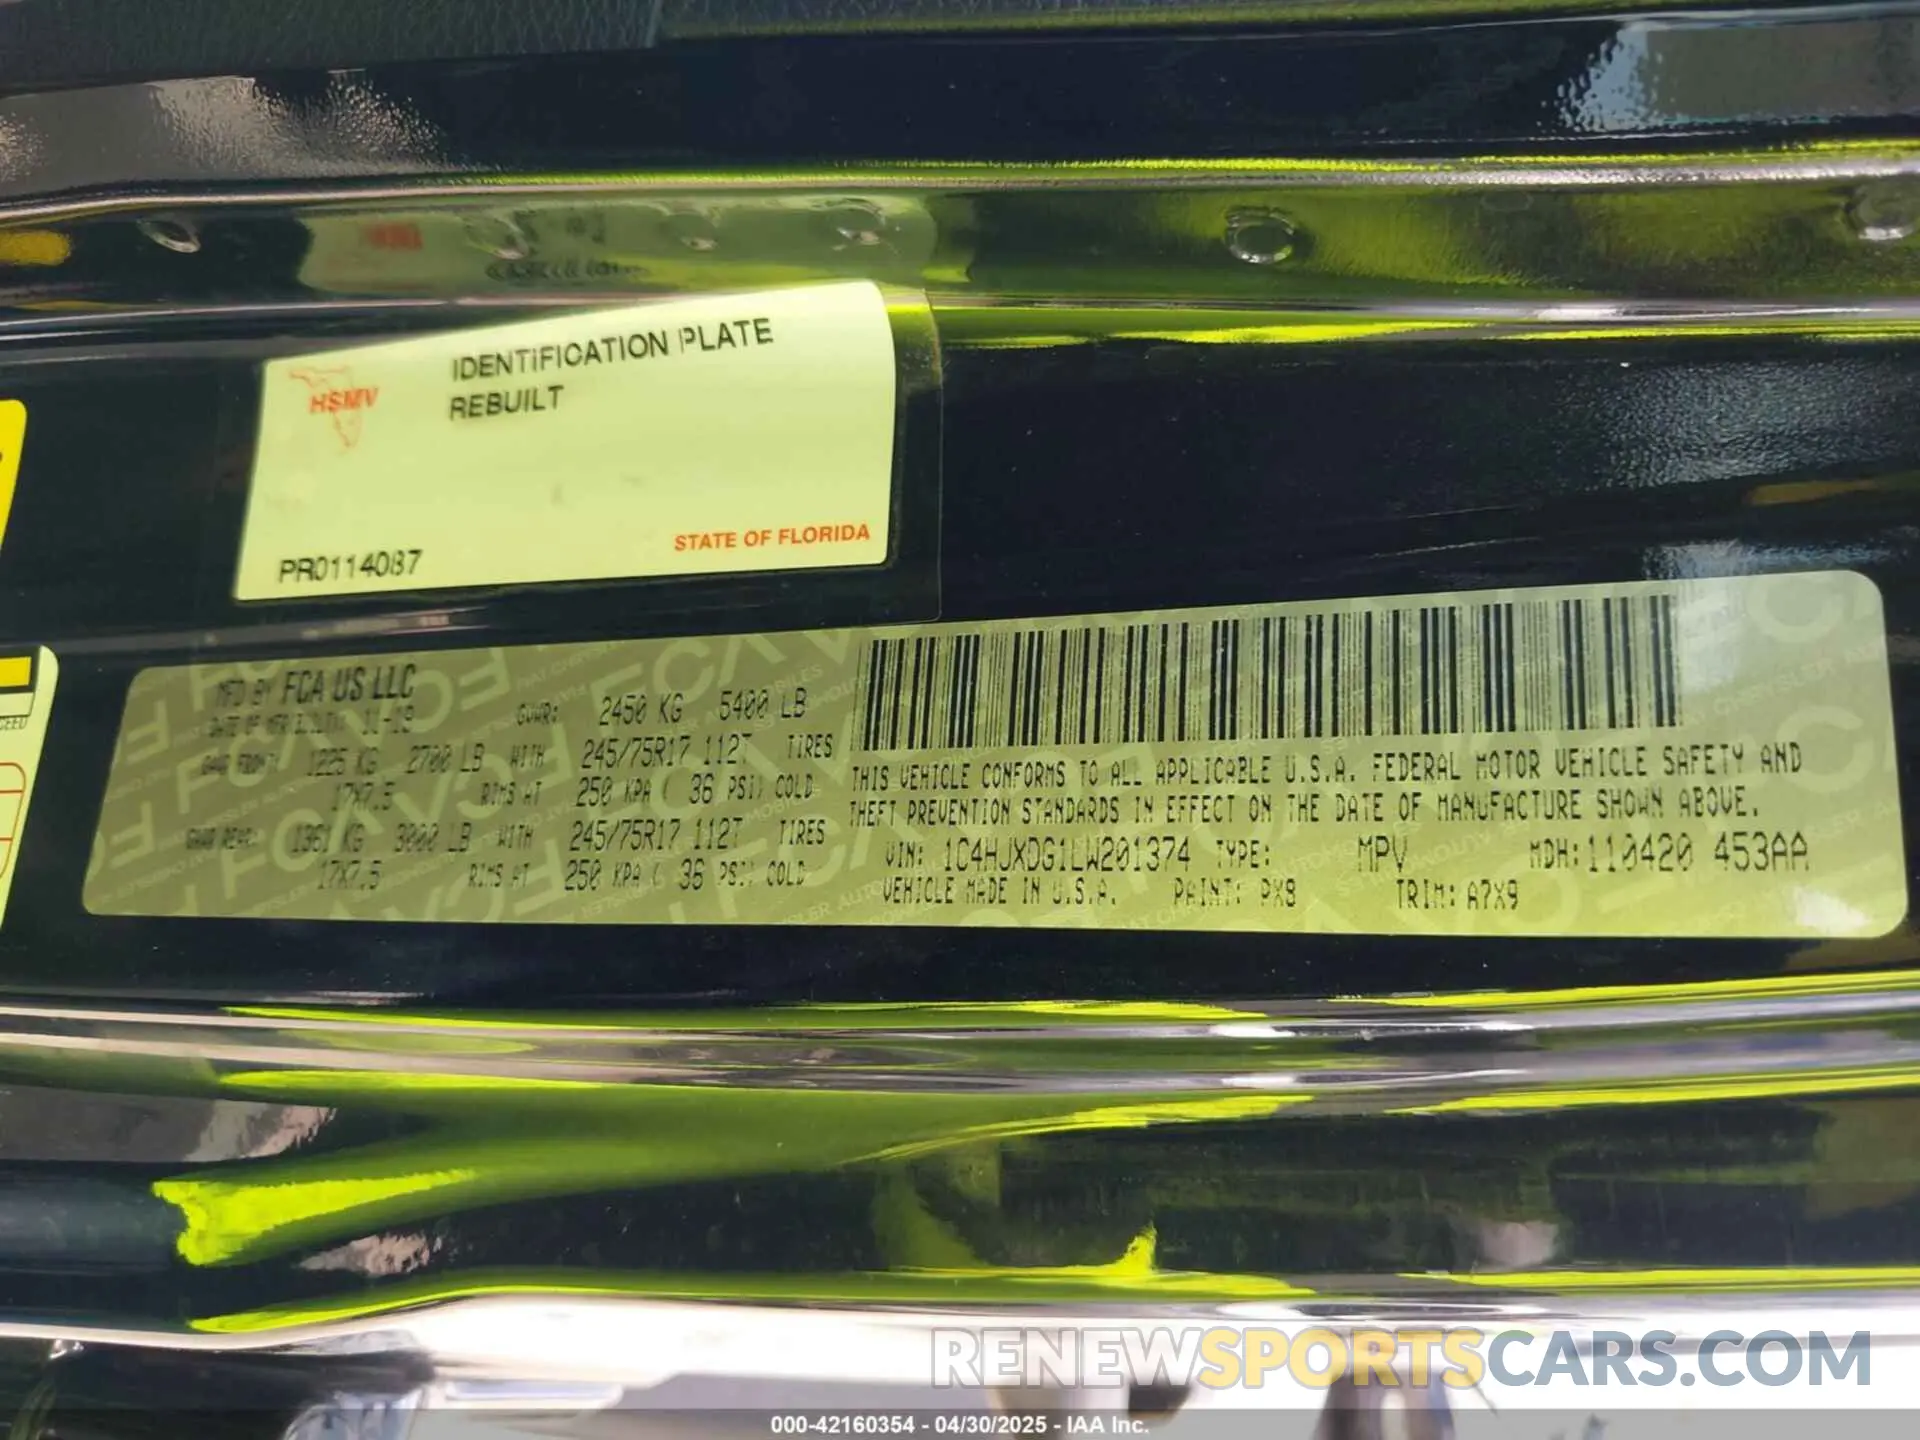 IDENTIFICATION PLATE
REBUILT
HSMV
STATE OF FLORIDA
PR0114087
MFD BY FCA US LLC
DATE OF MFR 11-19 GVWR: 2450 KG 5400 LB
GAWR FRONT: 1225 KG 2700 LB WITH 245/75R17 112T TIRES
17X7.5 RIMS AT 250 KPA ( 36 PSI) COLD
GAWR REAR: 1361 KG 3000 LB WITH 245/75R17 112T TIRES
17X7.5 RIMS AT 250 KPA ( 36 PSI) COLD
THIS VEHICLE CONFORMS TO ALL APPLICABLE U.S.A. FEDERAL MOTOR VEHICLE SAFETY AND
THEFT PREVENTION STANDARDS IN EFFECT ON THE DATE OF MANUFACTURE SHOWN ABOVE.
VIN: 1C4HJXDG1LW201374 TYPE: MPV MDH: 110420 453AA
VEHICLE MADE IN U.S.A. PAINT: PX8 TRIM: A7X9
RENEWSPORTSCARS.COM
000-42160354 - 04/30/2025 - IAA Inc.